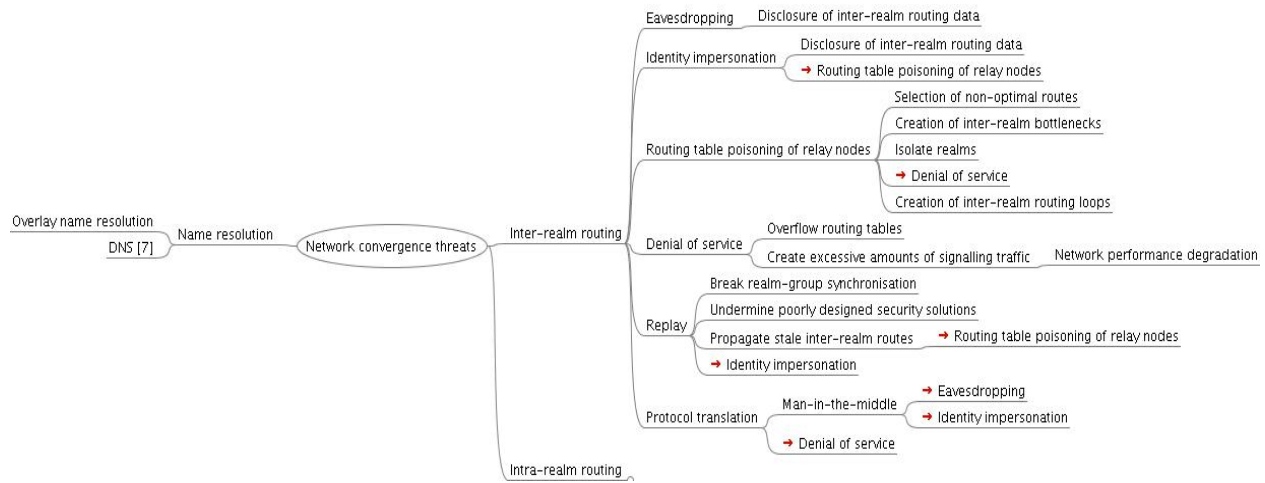 Overlay name resolution
DNS [7]
Name resolution
Network convergence threats
Inter-realm routing
Eavesdropping
Disclosure of inter-realm routing data
Identity impersonation
Disclosure of inter-realm routing data
Routing table poisoning of relay nodes
Routing table poisoning of relay nodes
Selection of non-optimal routes
Creation of inter-realm bottlenecks
Isolate realms
Denial of service
Creation of inter-realm routing loops
Denial of service
Overflow routing tables
Create excessive amounts of signalling traffic
Network performance degradation
Replay
Break realm-group synchronisation
Undermine poorly designed security solutions
Propagate stale inter-realm routes
Routing table poisoning of relay nodes
Identity impersonation
Protocol translation
Man-in-the-middle
Eavesdropping
Identity impersonation
Denial of service
Intra-realm routing